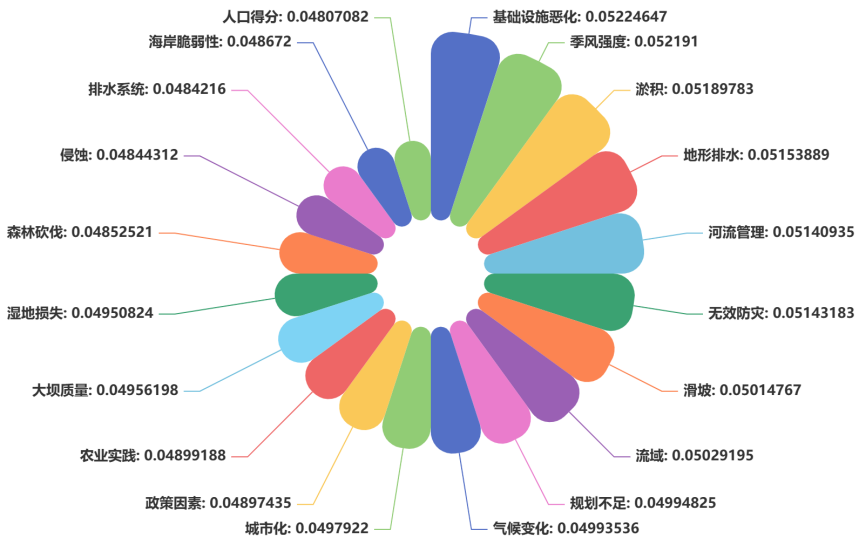 人口得分: 0.04807082
基础设施恶化: 0.05224647
海岸脆弱性: 0.048672
季风强度: 0.052191
排水系统: 0.0484216
淤积: 0.05189783
侵蚀: 0.04844312
地形排水: 0.05153889
森林砍伐: 0.04852521
河流管理: 0.05140935
湿地损失: 0.04950824
无效防灾: 0.05143183
大坝质量: 0.04956198
滑坡: 0.05014767
农业实践: 0.04899188
流域: 0.05029195
政策因素: 0.04897435
规划不足: 0.04994825
城市化: 0.0497922
气候变化: 0.04993536